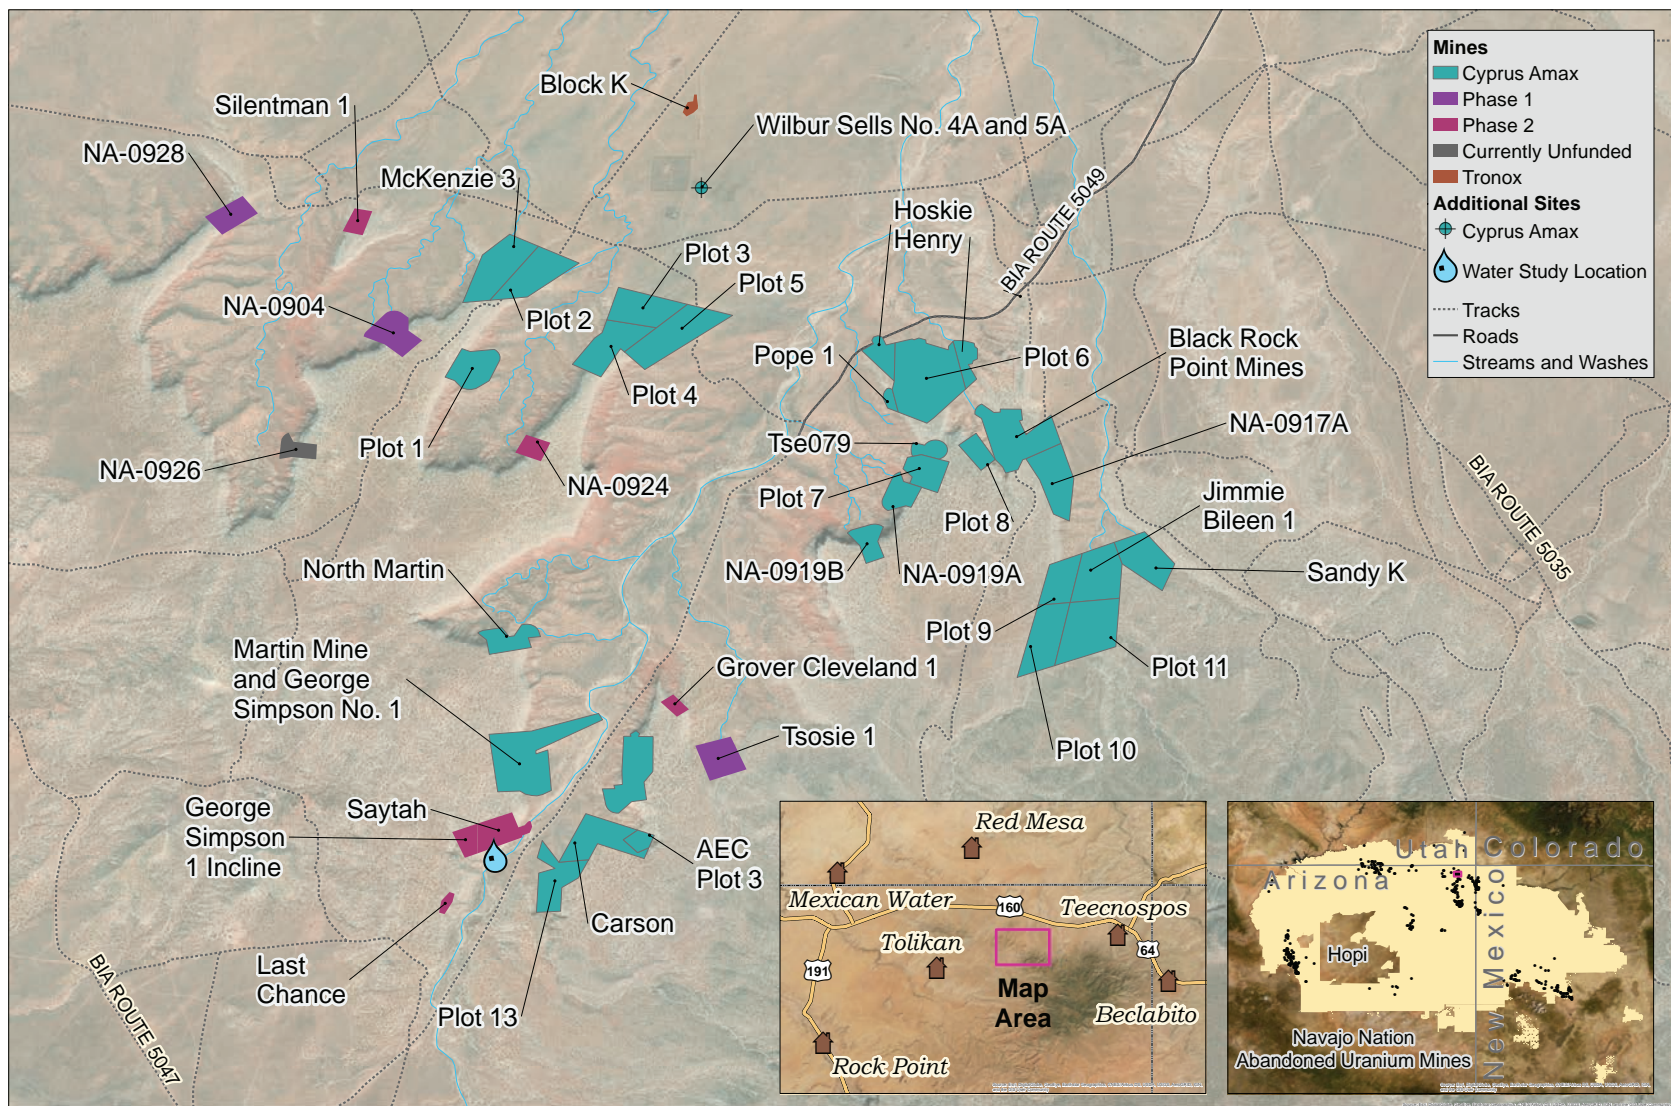 Block K
Silentman 1
Wilbur Sells No. 4A and 5A
NA-0928
McKenzie 3
Hoskie
Henry
BIA ROUTE 5049
Plot 3
Plot 5
NA-0904
Plot 2
Pope 1
Plot 6
Black Rock
Point Mines
Plot 4
NA-0917A
Plot 1
Tse079
NA-0926
NA-0924
Plot 7
Plot 8
Jimmie
Bileen 1
BIA ROUTE 5035
North Martin
NA-0919B
NA-0919A
Sandy K
Plot 9
Martin Mine
and George
Simpson No. 1
Grover Cleveland 1
Plot 11
Tsosie 1
Plot 10
George
Simpson
1 Incline
Saytah
AEC
Plot 3
Carson
Last
Chance
Plot 13
BIA ROUTE 5047
Mines
Cyprus Amax
Phase 1
Phase 2
Currently Unfunded
Tronox
Additional Sites
Cyprus Amax
Water Study Location
Tracks
Roads
Streams and Washes
Red Mesa
Mexican Water
160
Teecnospos
Tolikan
64
191
Map
Area
Beclabito
Rock Point
Utah
Colorado
Arizona
New Mexico
Hopi
Navajo Nation
Abandoned Uranium Mines